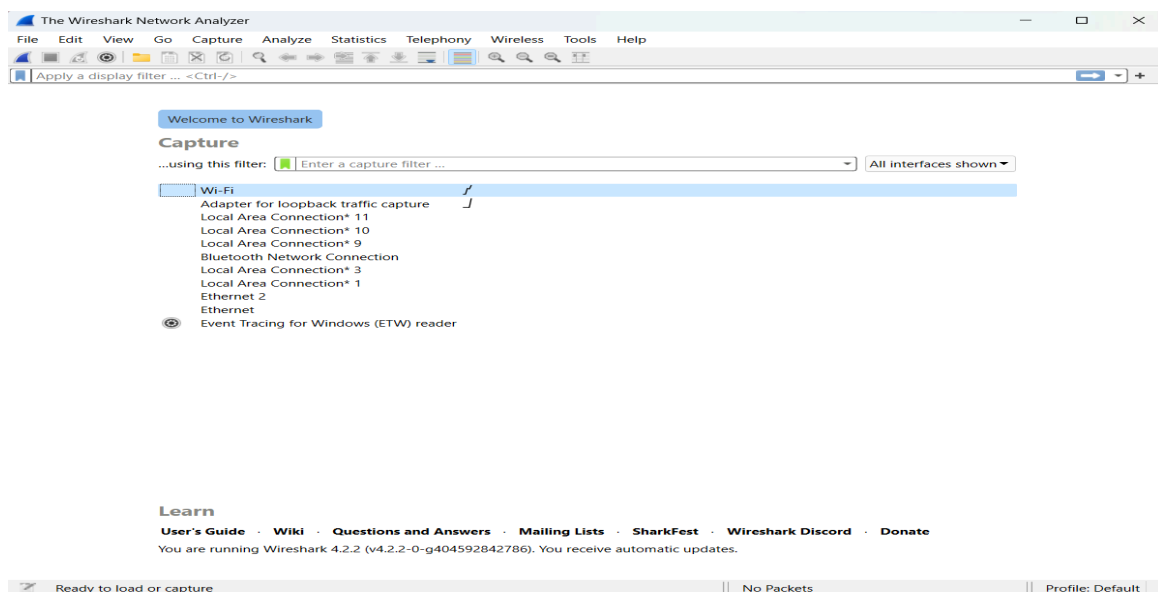 The Wireshark Network Analyzer
File Edit View Go Capture Analyze Statistics Telephony Wireless Tools Help
Apply a display filter ... <Ctrl-/>
Welcome to Wireshark
Capture
...using this filter: Enter a capture filter ... All interfaces shown
Wi-Fi
Adapter for loopback traffic capture
Local Area Connection* 11
Local Area Connection* 10
Local Area Connection* 9
Bluetooth Network Connection
Local Area Connection* 3
Local Area Connection* 1
Ethernet 2
Ethernet
Event Tracing for Windows (ETW) reader
Learn
User's Guide · Wiki · Questions and Answers · Mailing Lists · SharkFest · Wireshark Discord · Donate
You are running Wireshark 4.2.2 (v4.2.2-0-g404592842786). You receive automatic updates.
Ready to load or capture No Packets Profile: Default